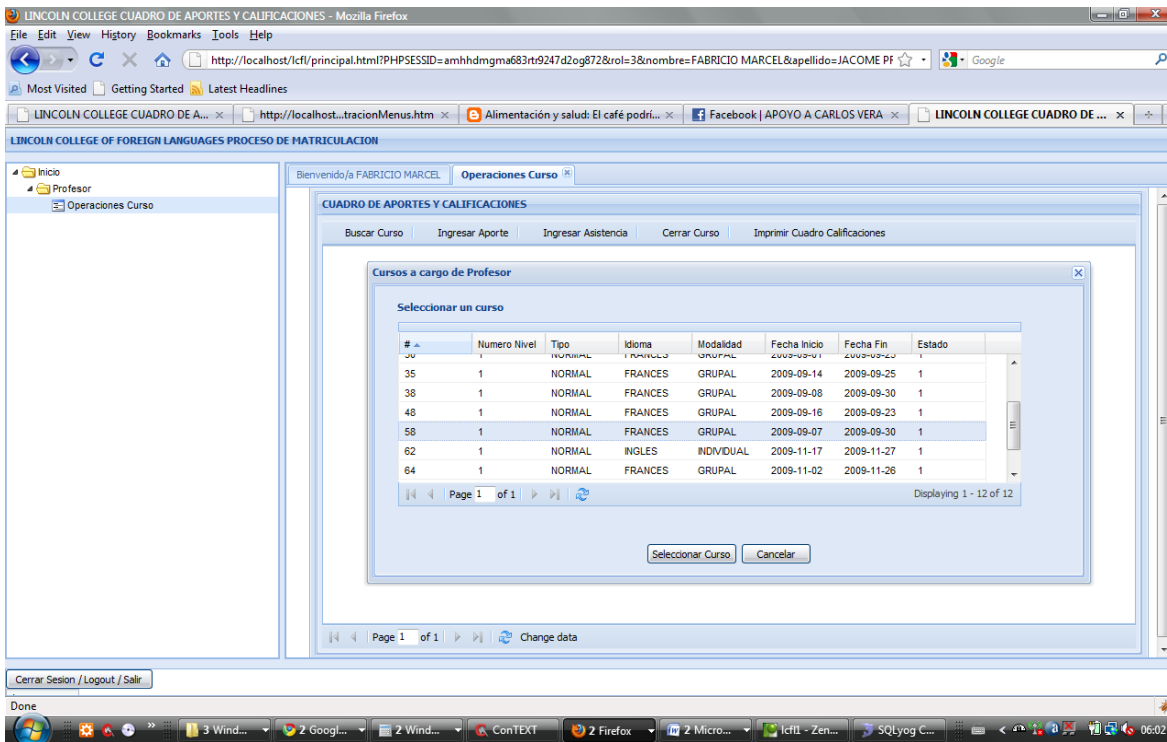 LINCOLN COLLEGE CUADRO DE APORTES Y CALIFICACIONES - Mozilla Firefox
File Edit View History Bookmarks Tools Help
http://localhost/lcfl/principal.html?PHPSESSID=amhhdmgma683rtr9247d2og872&rol=3&nombre=FABRICIO MARCEL&apellido=JACOME PF Google
Most Visited Getting Started Latest Headlines
LINCOLN COLLEGE CUADRO DE A... http://localhost...tracionMenus.htm Alimentación y salud: El café podrí... Facebook | APOYO A CARLOS VERA LINCOLN COLLEGE CUADRO DE ...
LINCOLN COLLEGE OF FOREIGN LANGUAGES PROCESO DE MATRICULACION
Inicio
Profesor
Operaciones Curso
Bienvenido/a FABRICIO MARCEL Operaciones Curso
CUADRO DE APORTES Y CALIFICACIONES
Buscar Curso Ingresar Aporte Ingresar Asistencia Cerrar Curso Imprimir Cuadro Calificaciones
Cursos a cargo de Profesor
Seleccionar un curso
# Numero Nivel Tipo Idioma Modalidad Fecha Inicio Fecha Fin Estado
1 NORMAL FRANCES GRUPAL 1
35 1 NORMAL FRANCES GRUPAL 2009-09-14 2009-09-25 1
38 1 NORMAL FRANCES GRUPAL 2009-09-08 2009-09-30 1
48 1 NORMAL FRANCES GRUPAL 2009-09-16 2009-09-23 1
58 1 NORMAL FRANCES GRUPAL 2009-09-07 2009-09-30 1
62 1 NORMAL INGLES INDIVIDUAL 2009-11-17 2009-11-27 1
64 1 NORMAL FRANCES GRUPAL 2009-11-02 2009-11-26 1
Page 1 of 1 Displaying 1 - 12 of 12
Seleccionar Curso Cancelar
Page 1 of 1 Change data
Cerrar Sesion / Logout / Salir
Done
3 Wind... 2 Googl... 2 Wind... ConTEXT 2 Firefox 2 Micro... lcfl1 - Zen... SQLyog C... 06:02